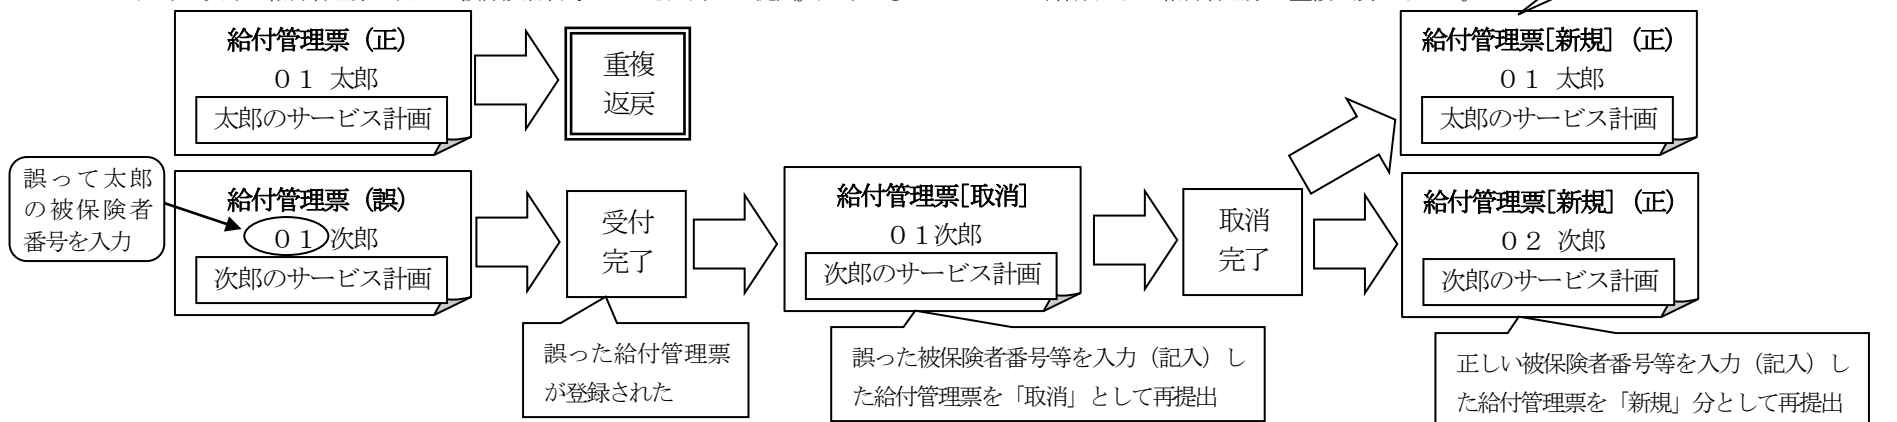 給付管理票（正）
０１ 太郎
太郎のサービス計画
重複
返戻
給付管理票[新規]（正）
０１ 太郎
太郎のサービス計画
誤って太郎
の被保険者
番号を入力
給付管理票（誤）
０１ 次郎
次郎のサービス計画
受付
完了
給付管理票[取消]
０１次郎
次郎のサービス計画
取消
完了
給付管理票[新規]（正）
０２ 次郎
次郎のサービス計画
誤った給付管理票
が登録された
誤った被保険者番号等を入力（記入）し
た給付管理票を「取消」として再提出
正しい被保険者番号等を入力（記入）し
た給付管理票を「新規」分として再提出